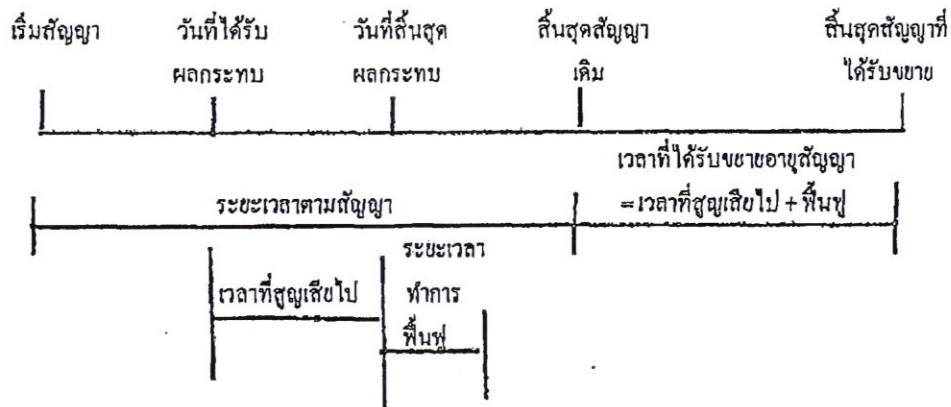 เริ่มสัญญา วันที่ได้รับ วันที่สิ้นสุด สิ้นสุดสัญญา สิ้นสุดสัญญาที่
ผลกระทบ ผลกระทบ เดิม ได้รับขยาย
เวลาที่ได้รับขยายอายุสัญญา
ระยะเวลาตามสัญญา =เวลาที่สูญเสียไป + ฟื้นฟู
ระยะเวลา
เวลาที่สูญเสียไป ทำการ
ฟื้นฟู